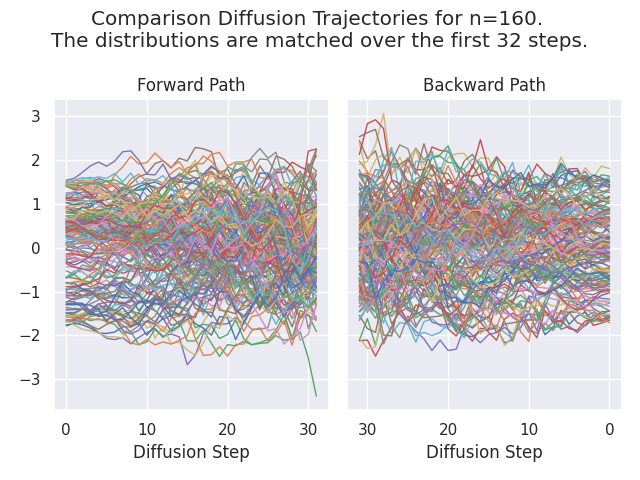 Comparison Diffusion Trajectories for n=160.
The distributions are matched over the first 32 steps.
Forward Path
Backward Path
3
2
1
0
−1
−2
−3
0 10 20 30
30 20 10 0
Diffusion Step
Diffusion Step